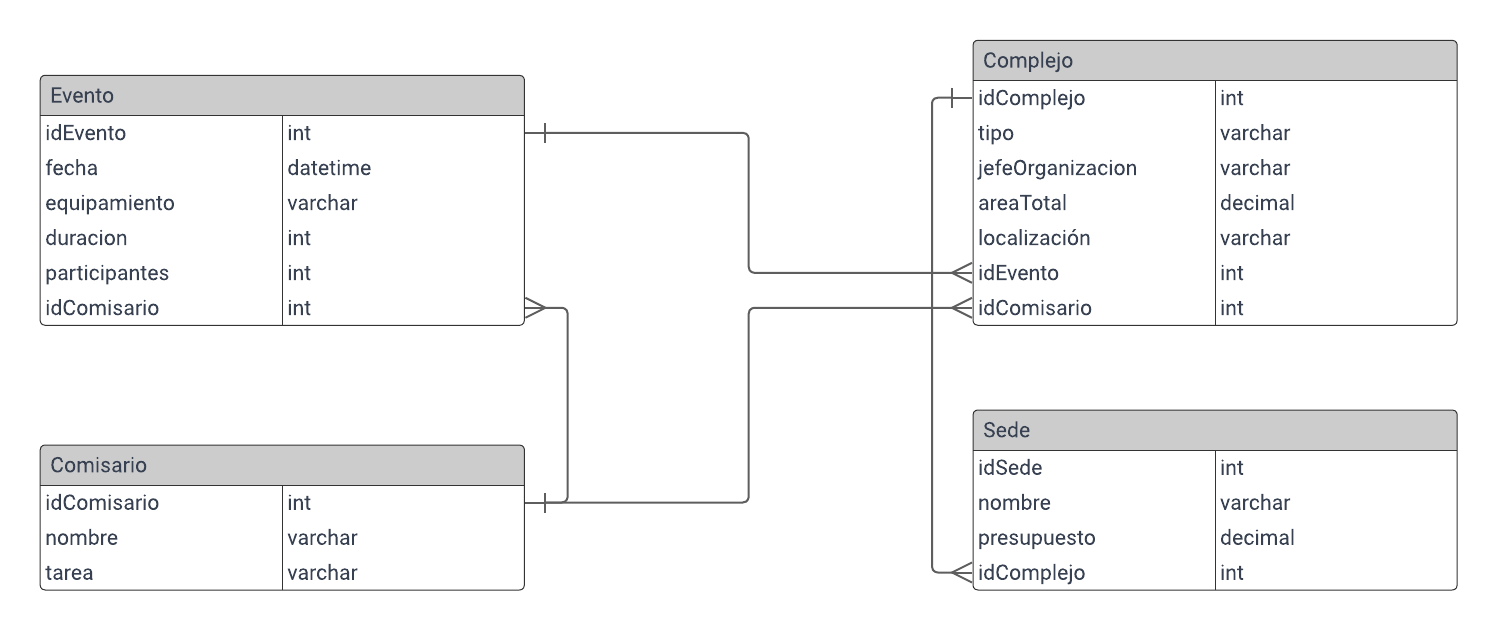 Evento
idEvento int
fecha datetime
equipamiento varchar
duracion int
participantes int
idComisario int
Comisario
idComisario int
nombre varchar
tarea varchar
Complejo
idComplejo int
tipo varchar
jefeOrganizacion varchar
areaTotal decimal
localización varchar
idEvento int
idComisario int
Sede
idSede int
nombre varchar
presupuesto decimal
idComplejo int